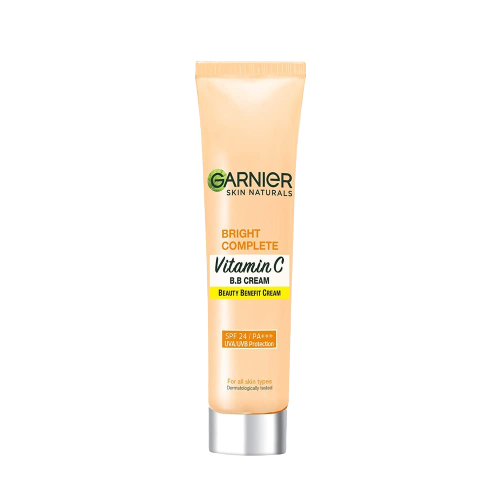 GARNIER
SKIN NATURALS
BRIGHT
COMPLETE
Vitamin C
B.B CREAM
BEAUTY BENEFIT CREAM
SPF 24 / PA+++
UVA/UVB Protection
For all skin types
Dermatologically tested